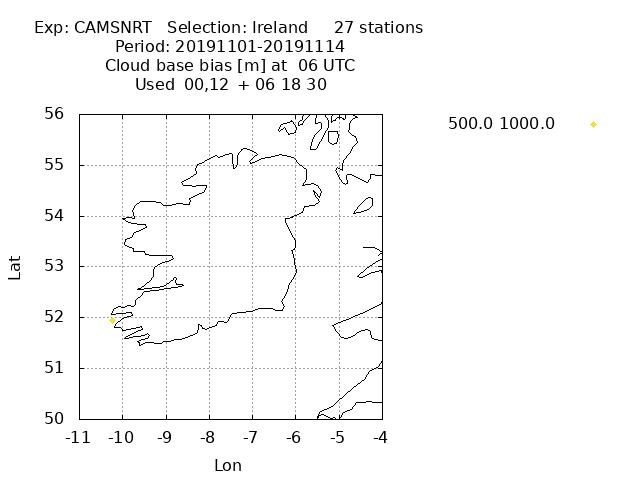 Exp: CAMSNRT   Selection: Ireland     27 stations
Period: 20191101-20191114
Cloud base bias [m] at  06 UTC
Used  00,12  + 06 18 30
500.0 1000.0
56
55
54
53
52
51
50
Lat
-11 -10 -9 -8 -7 -6 -5 -4
Lon